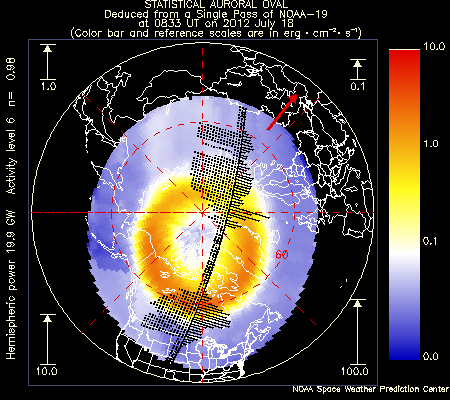 STATISTICAL AURORAL OVAL
Deduced from a Single Pass of NOAA-19
at 0833 UT on 2012 July 18
(Color bar and reference scales are in erg · cm⁻² · s⁻¹)
1.0
0.1
10.0
1.0
0.1
0.0
60
10.0
100.0
Hemispheric power 19.9 GW Activity level 6 n= 0.98
NOAA Space Weather Prediction Center